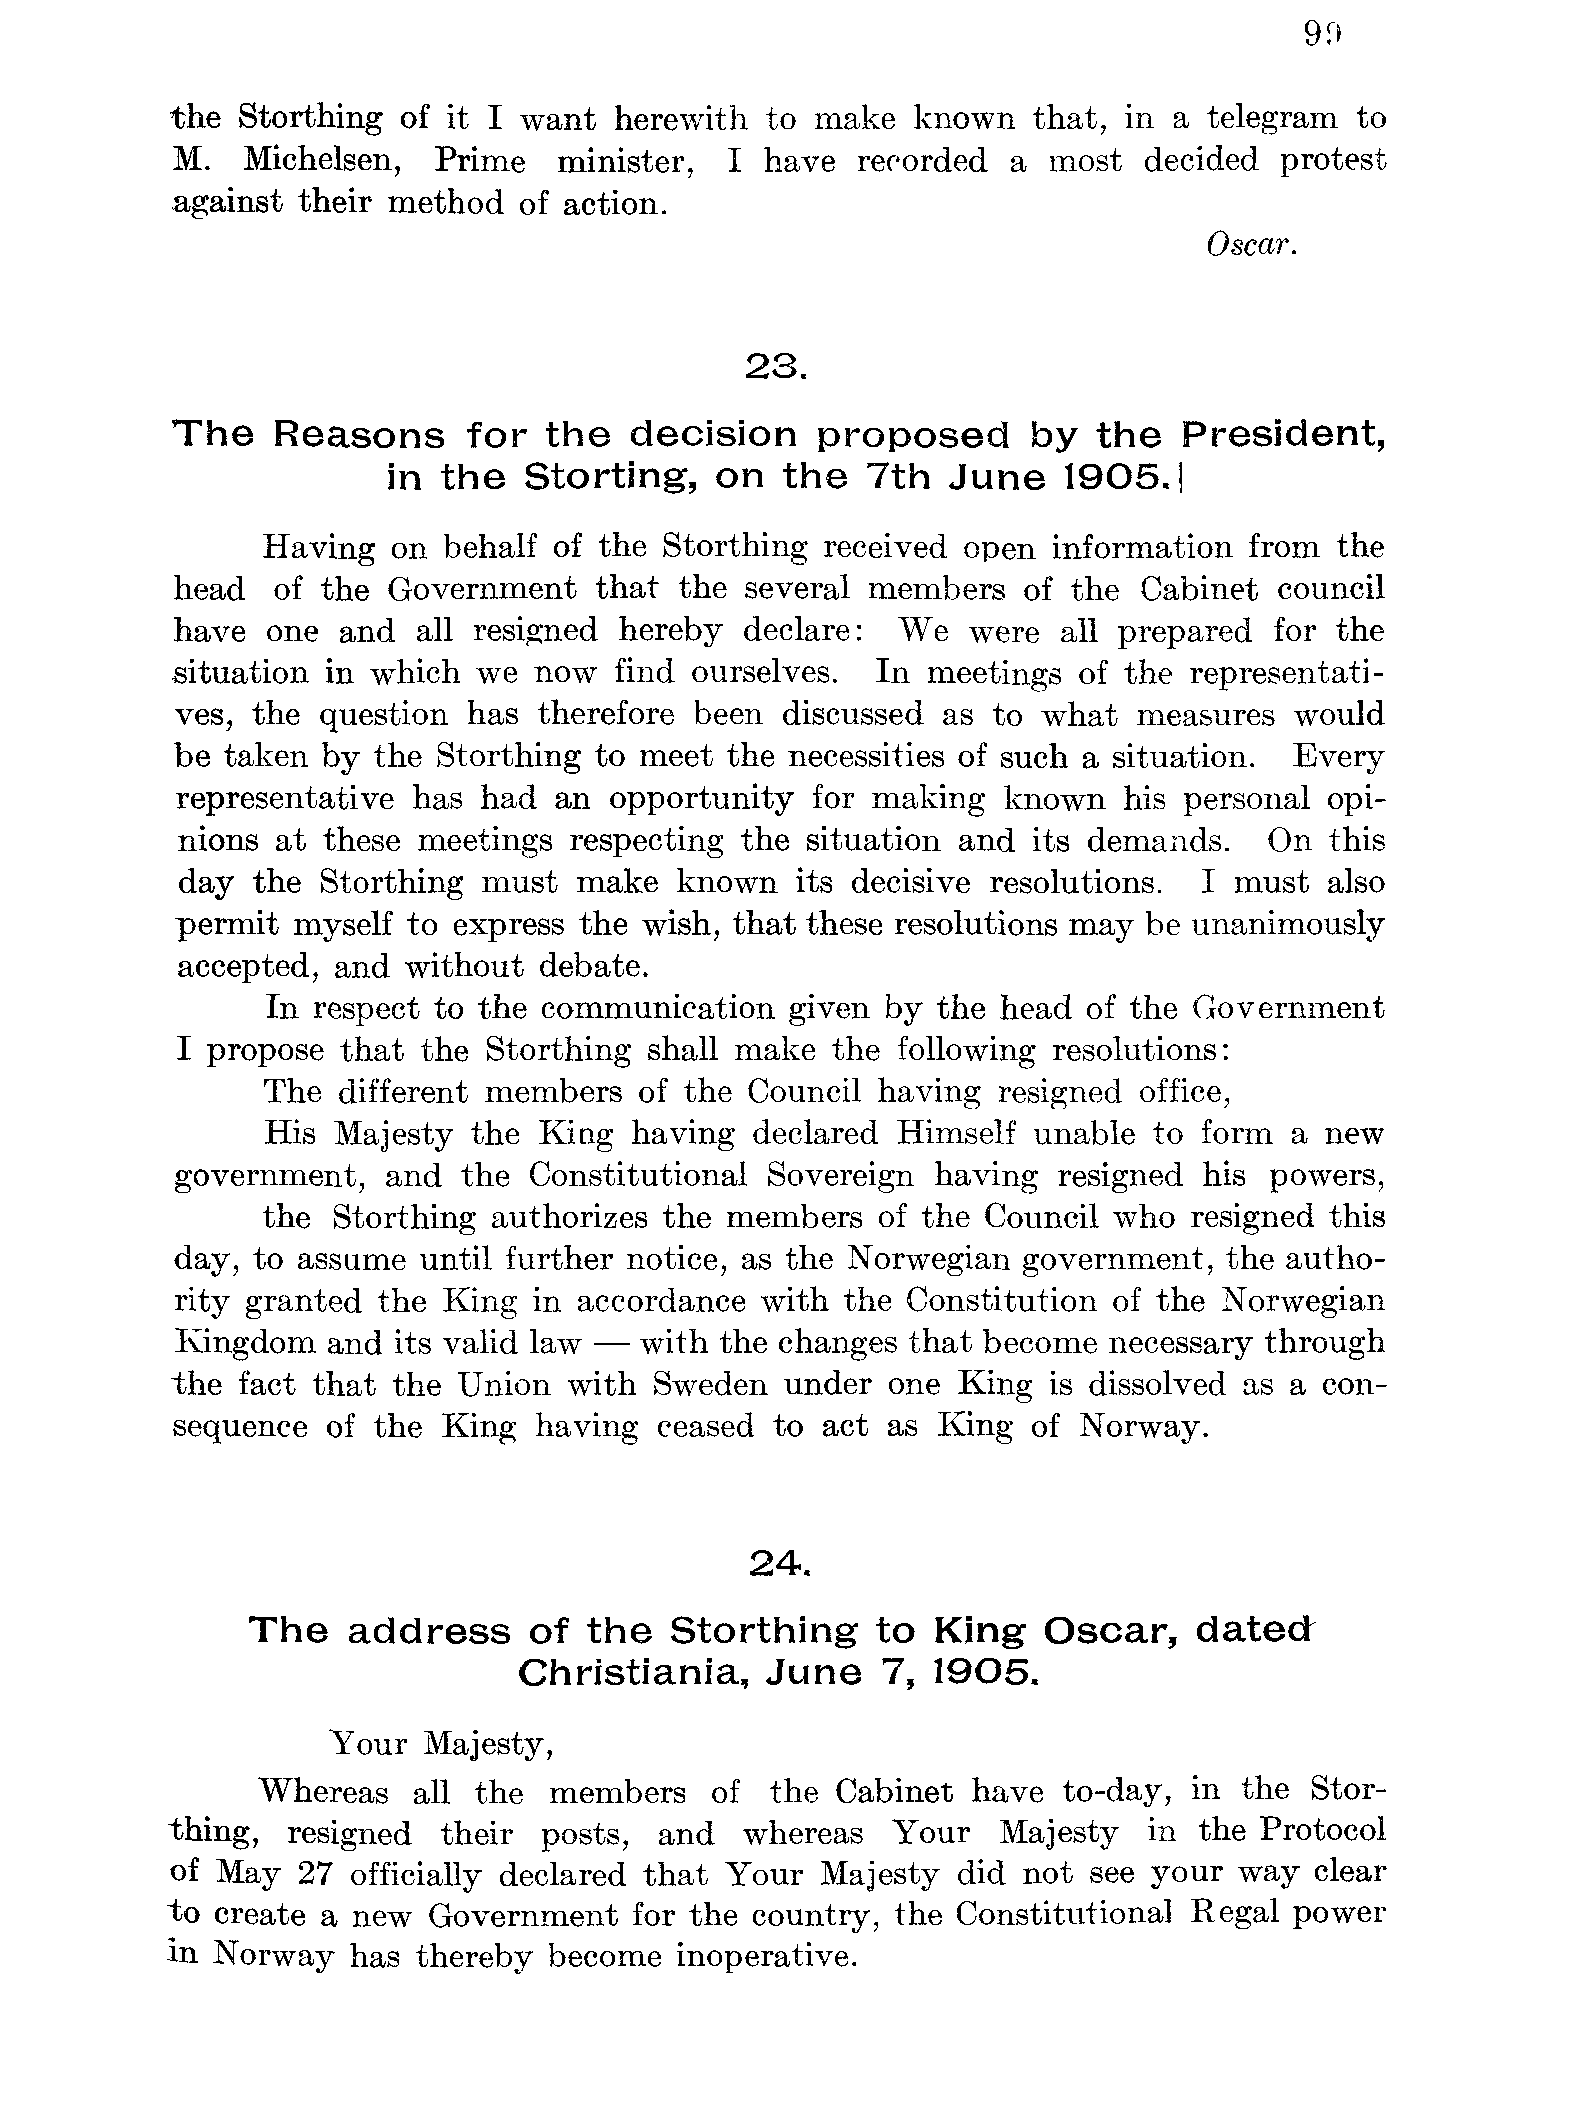 99
the Storthing of it I want herewith to make known that, in a telegram to
M. Michelsen, Prime minister, I have recorded a most decided protest
against their method of action.
Oscar.
23.
The Reasons for the decision proposed by the President,
in the Storting, on the 7th June 1905.|
Having on behalf of the Storthing received open information from the
head of the Government that the several members of the Cabinet council
have one and all resigned hereby declare: We were all prepared for the
situation in which we now find ourselves. In meetings of the representati-
ves, the question has therefore been discussed as to what measures would
be taken by the Storthing to meet the necessities of such a situation. Every
representative has had an opportunity for making known his personal opi-
nions at these meetings respecting the situation and its demands. On this
day the Storthing must make known its decisive resolutions. I must also
permit myself to express the wish, that these resolutions may be unanimously
accepted, and without debate.
In respect to the communication given by the head of the Government
I propose that the Storthing shall make the following resolutions:
The different members of the Council having resigned office,
His Majesty the King having declared Himself unable to form a new
government, and the Constitutional Sovereign having resigned his powers,
the Storthing authorizes the members of the Council who resigned this
day, to assume until further notice, as the Norwegian government, the autho-
rity granted the King in accordance with the Constitution of the Norwegian
Kingdom and its valid law — with the changes that become necessary through
the fact that the Union with Sweden under one King is dissolved as a con-
sequence of the King having ceased to act as King of Norway.
24.
The address of the Storthing to King Oscar, dated
Christiania, June 7, 1905.
Your Majesty,
Whereas all the members of the Cabinet have to-day, in the Stor-
thing, resigned their posts, and whereas Your Majesty in the Protocol
of May 27 officially declared that Your Majesty did not see your way clear
to create a new Government for the country, the Constitutional Regal power
in Norway has thereby become inoperative.